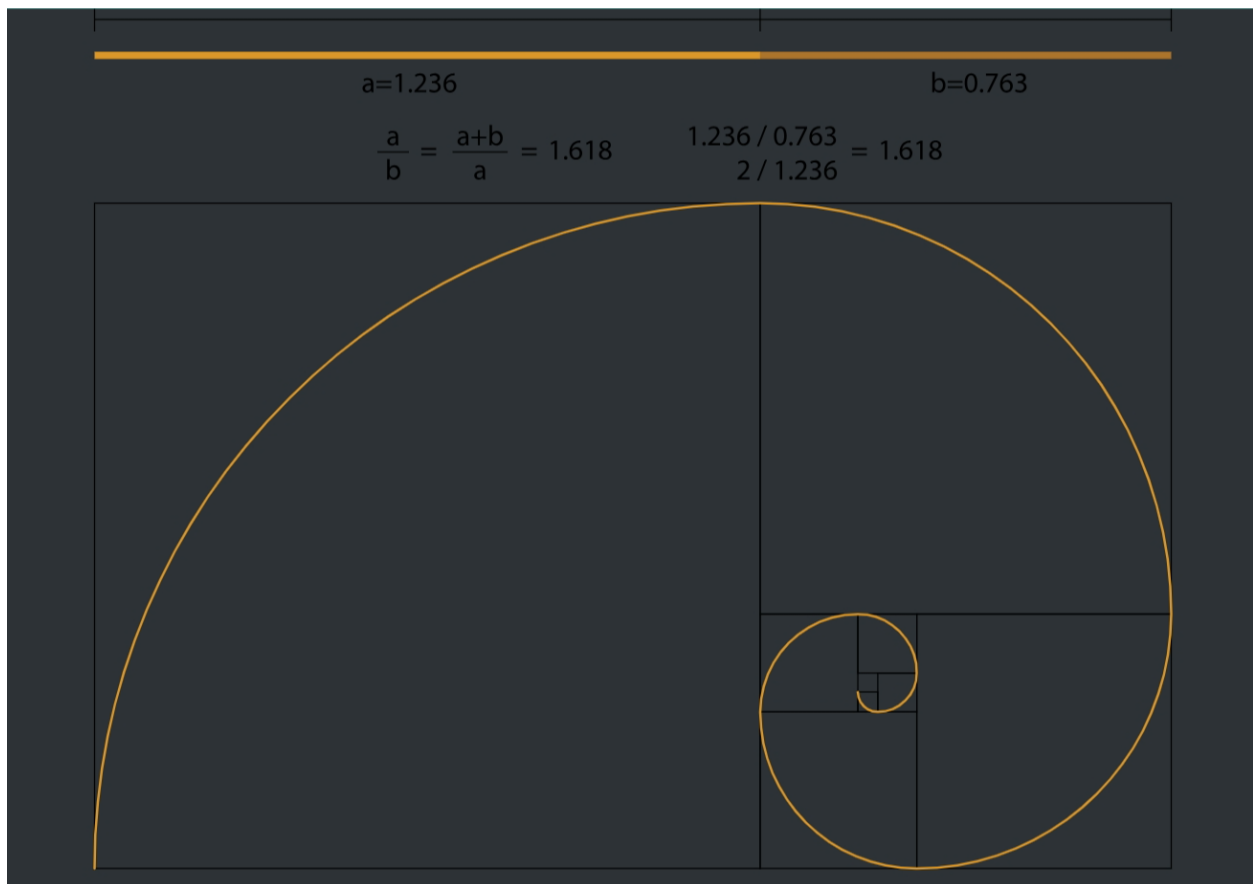 a=1.236
b=0.763
a/b = a+b/a = 1.618
1.236 / 0.763
2 / 1.236
= 1.618